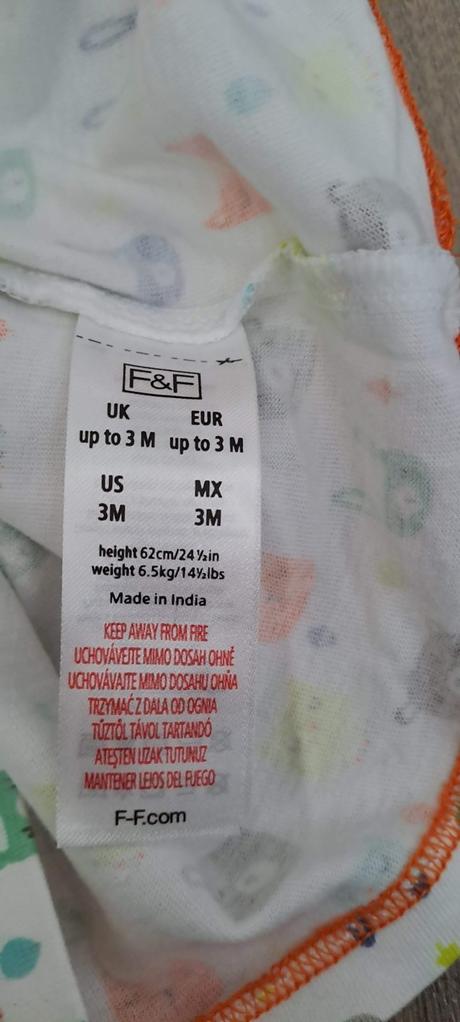 F&F
UK EUR
up to 3 M up to 3 M
US MX
3M 3M
height 62cm/24½in
weight 6.5kg/14½lbs
Made in India
KEEP AWAY FROM FIRE
UCHOVÁVEJTE MIMO DOSAH OHNĚ
UCHOVÁVAJTE MIMO DOSAHU OHŇA
TRZYMAĆ Z DALA OD OGNIA
TŰZTŐL TÁVOL TARTANDÓ
ATEŞTEN UZAK TUTUNUZ
MANTENER LEJOS DEL FUEGO
F-F.com